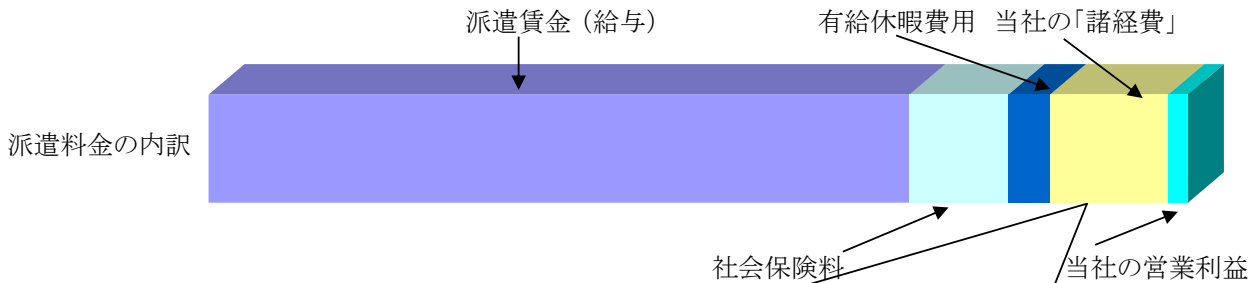 派遣賃金（給与）
有給休暇費用
当社の「諸経費」
派遣料金の内訳
社会保険料
当社の営業利益